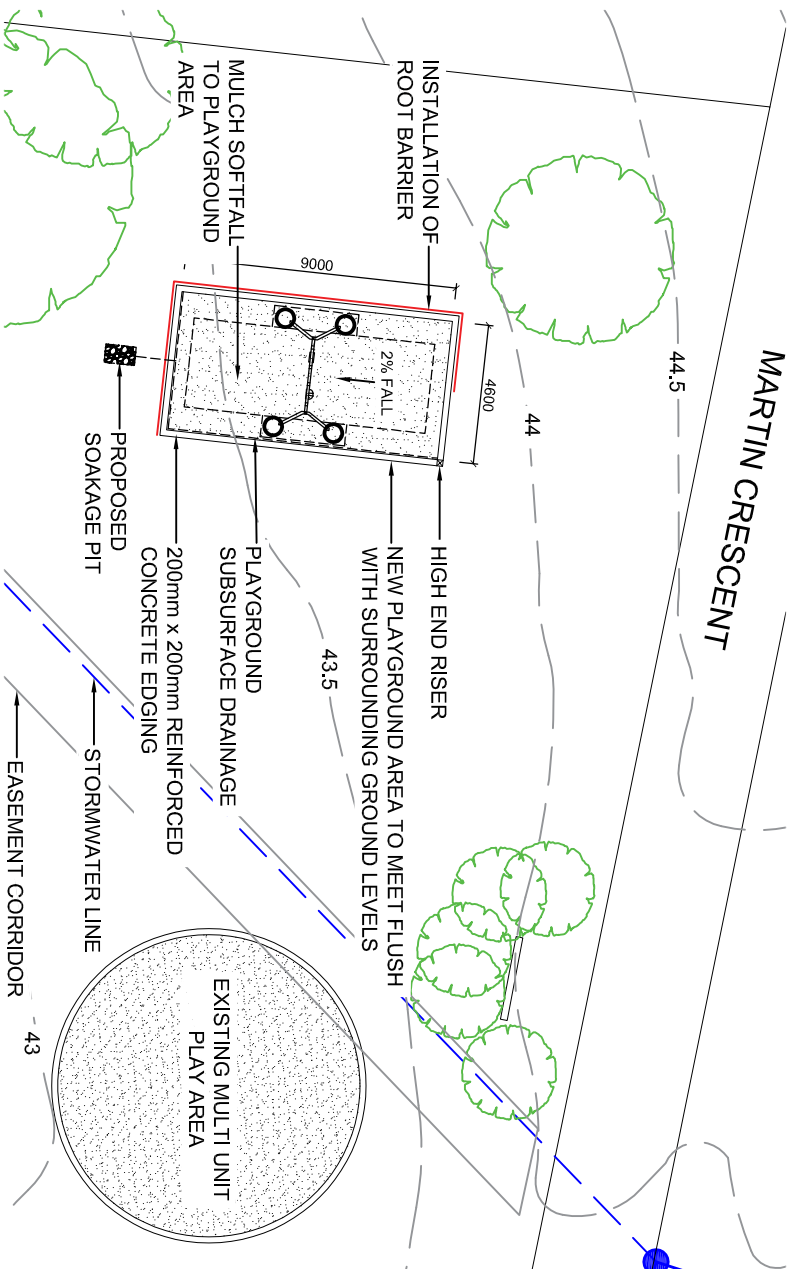 MARTIN CRESCENT
44.5
44
INSTALLATION OF
ROOT BARRIER
MULCH SOFTFALL
TO PLAYGROUND
AREA
9000
4600
2% FALL
HIGH END RISER
NEW PLAYGROUND AREA TO MEET FLUSH
WITH SURROUNDING GROUND LEVELS
43.5
PLAYGROUND
SUBSURFACE DRAINAGE
200mm x 200mm REINFORCED
CONCRETE EDGING
PROPOSED
SOAKAGE PIT
STORMWATER LINE
EASEMENT CORRIDOR
43
EXISTING MULTI UNIT
PLAY AREA